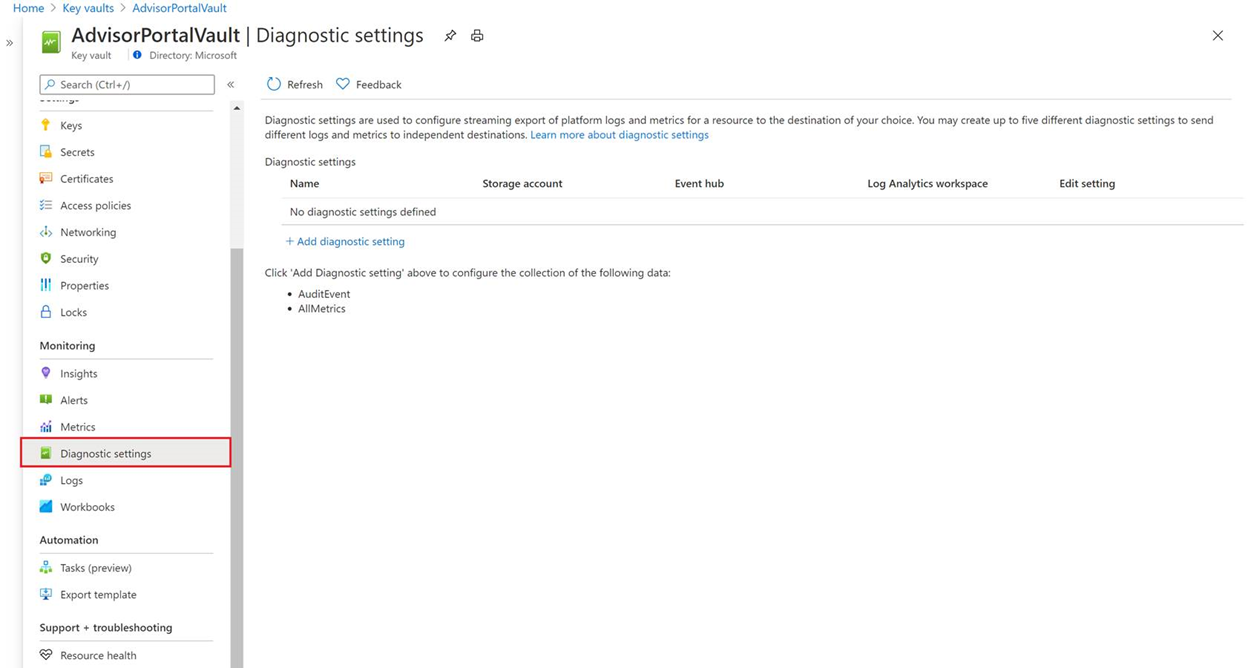 Home > Key vaults > AdvisorPortalVault
AdvisorPortalVault | Diagnostic settings
Key vault Directory: Microsoft
Search (Ctrl+/)
Settings
Keys
Secrets
Certificates
Access policies
Networking
Security
Properties
Locks
Monitoring
Insights
Alerts
Metrics
Diagnostic settings
Logs
Workbooks
Automation
Tasks (preview)
Export template
Support + troubleshooting
Resource health
Refresh Feedback
Diagnostic settings are used to configure streaming export of platform logs and metrics for a resource to the destination of your choice. You may create up to five different diagnostic settings to send
different logs and metrics to independent destinations. Learn more about diagnostic settings
Diagnostic settings
Name Storage account Event hub Log Analytics workspace Edit setting
No diagnostic settings defined
+ Add diagnostic setting
Click 'Add Diagnostic setting' above to configure the collection of the following data:
• AuditEvent
• AllMetrics